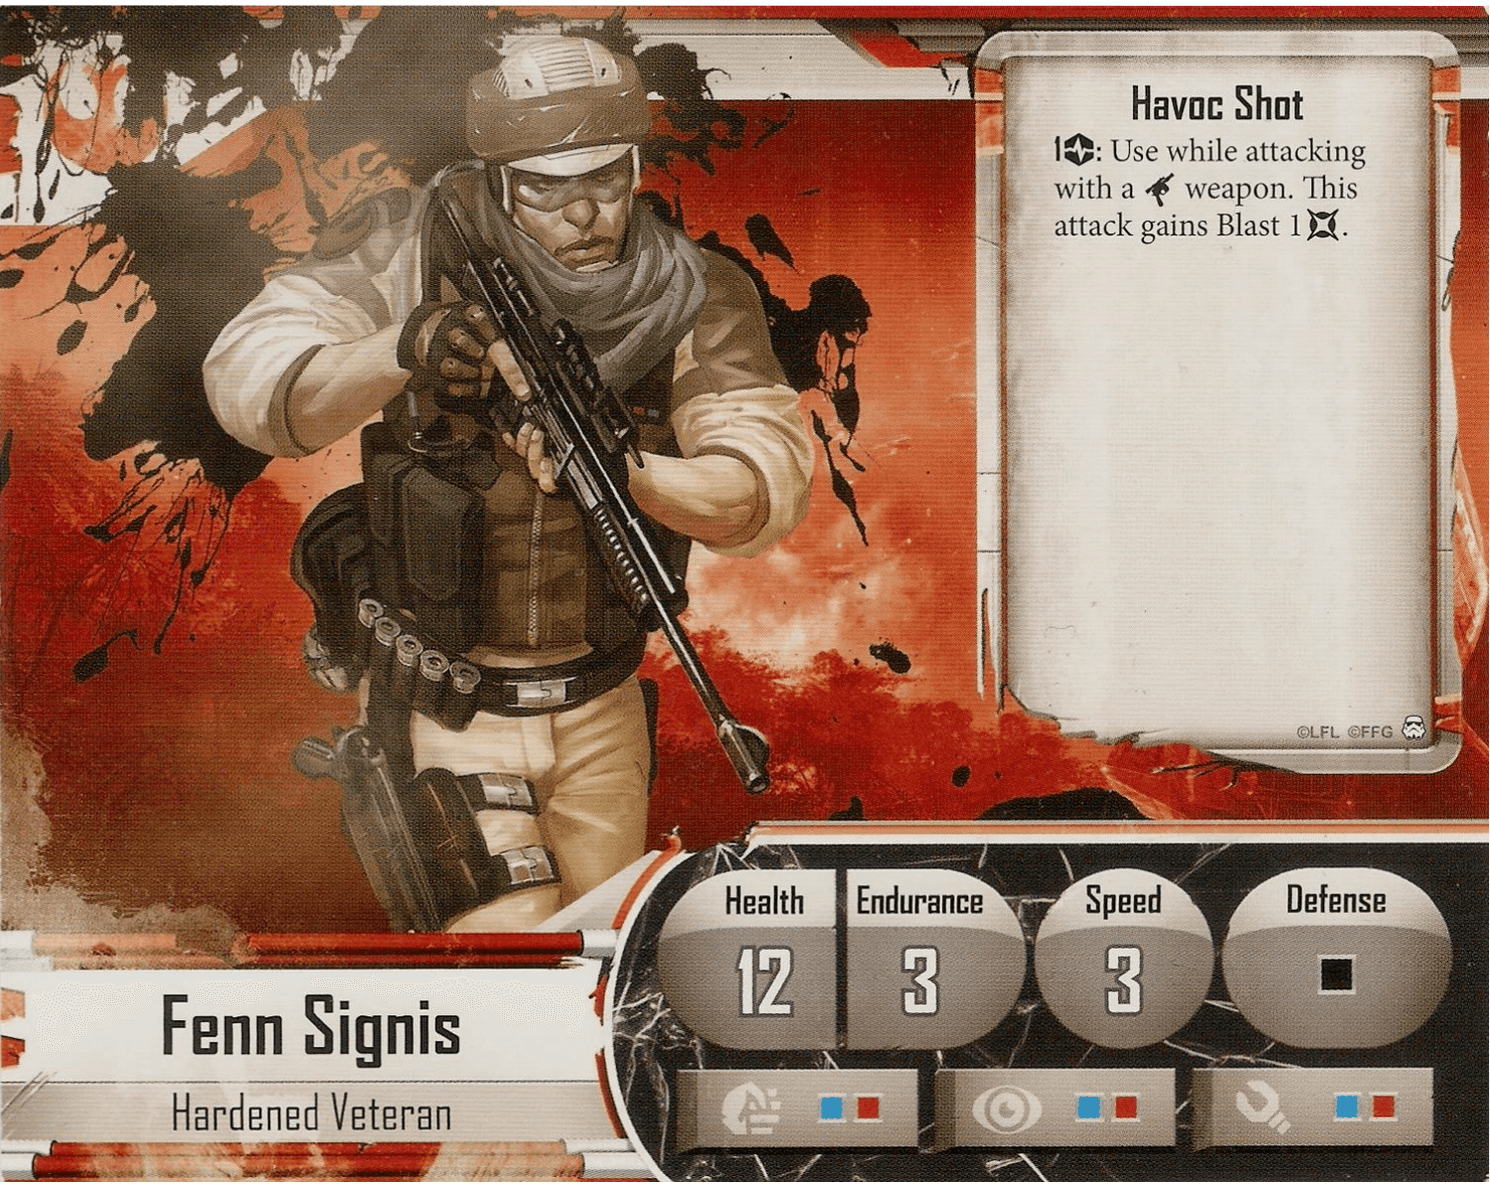 Havoc Shot
1: Use while attacking
with a weapon. This
attack gains Blast 1.
©LFL ©FFG
Health
Endurance
Speed
Defense
12
3
3
Fenn Signis
Hardened Veteran